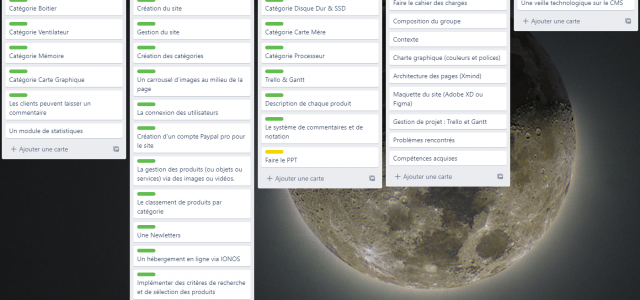 Catégorie Boitier
Catégorie Ventilateur
Catégorie Mémoire
Catégorie Carte Graphique
Les clients peuvent laisser un
commentaire
Un module de statistiques
+ Ajouter une carte
Création du site
Gestion du site
Création des catégories
Un carrousel d'images au milieu de la
page
La connexion des utilisateurs
Création d'un compte Paypal pro pour
le site
La gestion des produits (ou objets ou
services) via des images ou vidéos.
Le classement de produits par
catégorie
Une Newletters
Un hébergement en ligne via IONOS
Implémenter des critères de recherche
et de sélection des produits
Catégorie Disque Dur & SSD
Catégorie Carte Mère
Catégorie Processeur
Trello & Gantt
Description de chaque produit
Le système de commentaires et de
notation
Faire le PPT
+ Ajouter une carte
Faire le cahier des charges
Composition du groupe
Contexte
Charte graphique (couleurs et polices)
Architecture des pages (Xmind)
Maquette du site (Adobe XD ou
Figma)
Gestion de projet : Trello et Gantt
Problèmes rencontrés
Compétences acquises
+ Ajouter une carte
Une veille technologique sur le CMS
+ Ajouter une carte